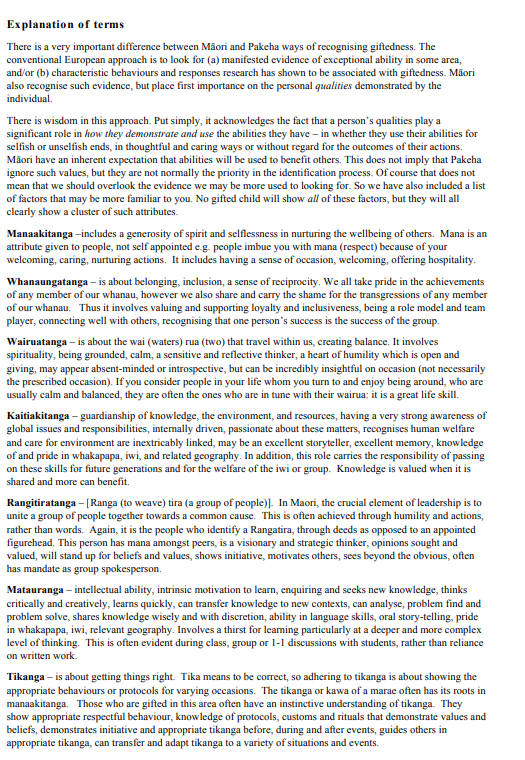 Explanation of terms
There is a very important difference between Māori and Pakeha ways of recognising giftedness. The
conventional European approach is to look for (a) manifested evidence of exceptional ability in some area,
and/or (b) characteristic behaviours and responses research has shown to be associated with giftedness. Māori
also recognise such evidence, but place first importance on the personal qualities demonstrated by the
individual.
There is wisdom in this approach. Put simply, it acknowledges the fact that a person's qualities play a
significant role in how they demonstrate and use the abilities they have – in whether they use their abilities for
selfish or unselfish ends, in thoughtful and caring ways or without regard for the outcomes of their actions.
Māori have an inherent expectation that abilities will be used to benefit others. This does not imply that Pakeha
ignore such values, but they are not normally the priority in the identification process. Of course that does not
mean that we should overlook the evidence we may be more used to looking for. So we have also included a list
of factors that may be more familiar to you. No gifted child will show all of these factors, but they will all
clearly show a cluster of such attributes.
Manaakitanga –includes a generosity of spirit and selflessness in nurturing the wellbeing of others. Mana is an
attribute given to people, not self appointed e.g. people imbue you with mana (respect) because of your
welcoming, caring, nurturing actions. It includes having a sense of occasion, welcoming, offering hospitality.
Whanaungatanga – is about belonging, inclusion, a sense of reciprocity. We all take pride in the achievements
of any member of our whanau, however we also share and carry the shame for the transgressions of any member
of our whanau. Thus it involves valuing and supporting loyalty and inclusiveness, being a role model and team
player, connecting well with others, recognising that one person's success is the success of the group.
Wairuatanga – is about the wai (waters) rua (two) that travel within us, creating balance. It involves
spirituality, being grounded, calm, a sensitive and reflective thinker, a heart of humility which is open and
giving, may appear absent-minded or introspective, but can be incredibly insightful on occasion (not necessarily
the prescribed occasion). If you consider people in your life whom you turn to and enjoy being around, who are
usually calm and balanced, they are often the ones who are in tune with their wairua: it is a great life skill.
Kaitiakitanga – guardianship of knowledge, the environment, and resources, having a very strong awareness of
global issues and responsibilities, internally driven, passionate about these matters, recognises human welfare
and care for environment are inextricably linked, may be an excellent storyteller, excellent memory, knowledge
of and pride in whakapapa, iwi, and related geography. In addition, this role carries the responsibility of passing
on these skills for future generations and for the welfare of the iwi or group. Knowledge is valued when it is
shared and more can benefit.
Rangitiratanga – [Ranga (to weave) tira (a group of people)]. In Maori, the crucial element of leadership is to
unite a group of people together towards a common cause. This is often achieved through humility and actions,
rather than words. Again, it is the people who identify a Rangatira, through deeds as opposed to an appointed
figurehead. This person has mana amongst peers, is a visionary and strategic thinker, opinions sought and
valued, will stand up for beliefs and values, shows initiative, motivates others, sees beyond the obvious, often
has mandate as group spokesperson.
Matauranga – intellectual ability, intrinsic motivation to learn, enquiring and seeks new knowledge, thinks
critically and creatively, learns quickly, can transfer knowledge to new contexts, can analyse, problem find and
problem solve, shares knowledge wisely and with discretion, ability in language skills, oral story-telling, pride
in whakapapa, iwi, relevant geography. Involves a thirst for learning particularly at a deeper and more complex
level of thinking. This is often evident during class, group or 1-1 discussions with students, rather than reliance
on written work.
Tikanga – is about getting things right. Tika means to be correct, so adhering to tikanga is about showing the
appropriate behaviours or protocols for varying occasions. The tikanga or kawa of a marae often has its roots in
manaakitanga. Those who are gifted in this area often have an instinctive understanding of tikanga. They
show appropriate respectful behaviour, knowledge of protocols, customs and rituals that demonstrate values and
beliefs, demonstrates initiative and appropriate tikanga before, during and after events, guides others in
appropriate tikanga, can transfer and adapt tikanga to a variety of situations and events.